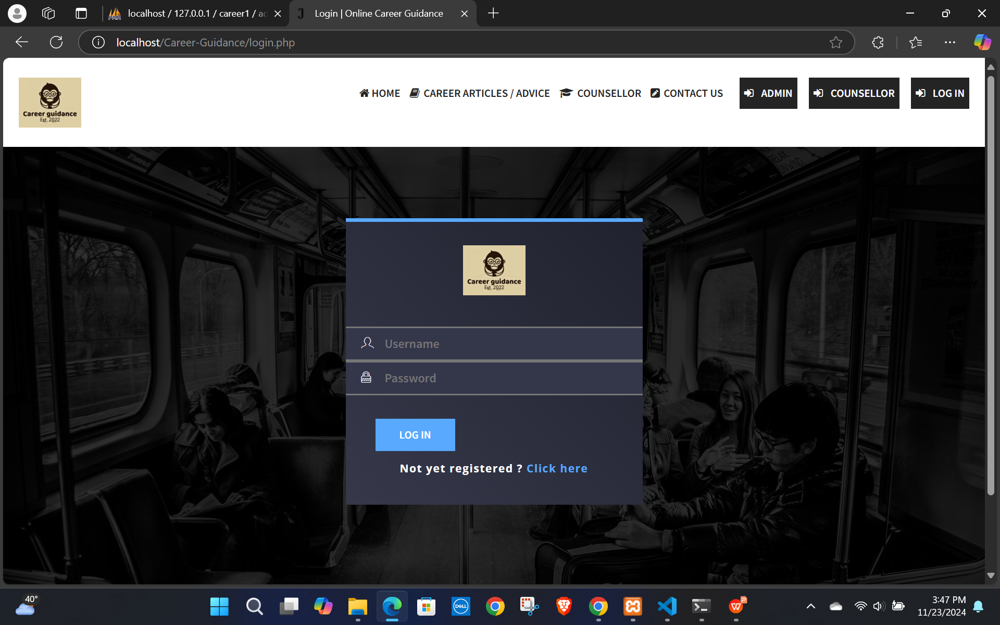 localhost / 127.0.0.1 / career1 / ad
Login | Online Career Guidance
localhost/Career-Guidance/login.php
Career guidance
Est. 2022
HOME
CAREER ARTICLES / ADVICE
COUNSELLOR
CONTACT US
ADMIN
COUNSELLOR
LOG IN
Career guidance
Est. 2022
Username
Password
LOG IN
Not yet registered ? Click here
40°
DELL
3:47 PM
11/23/2024